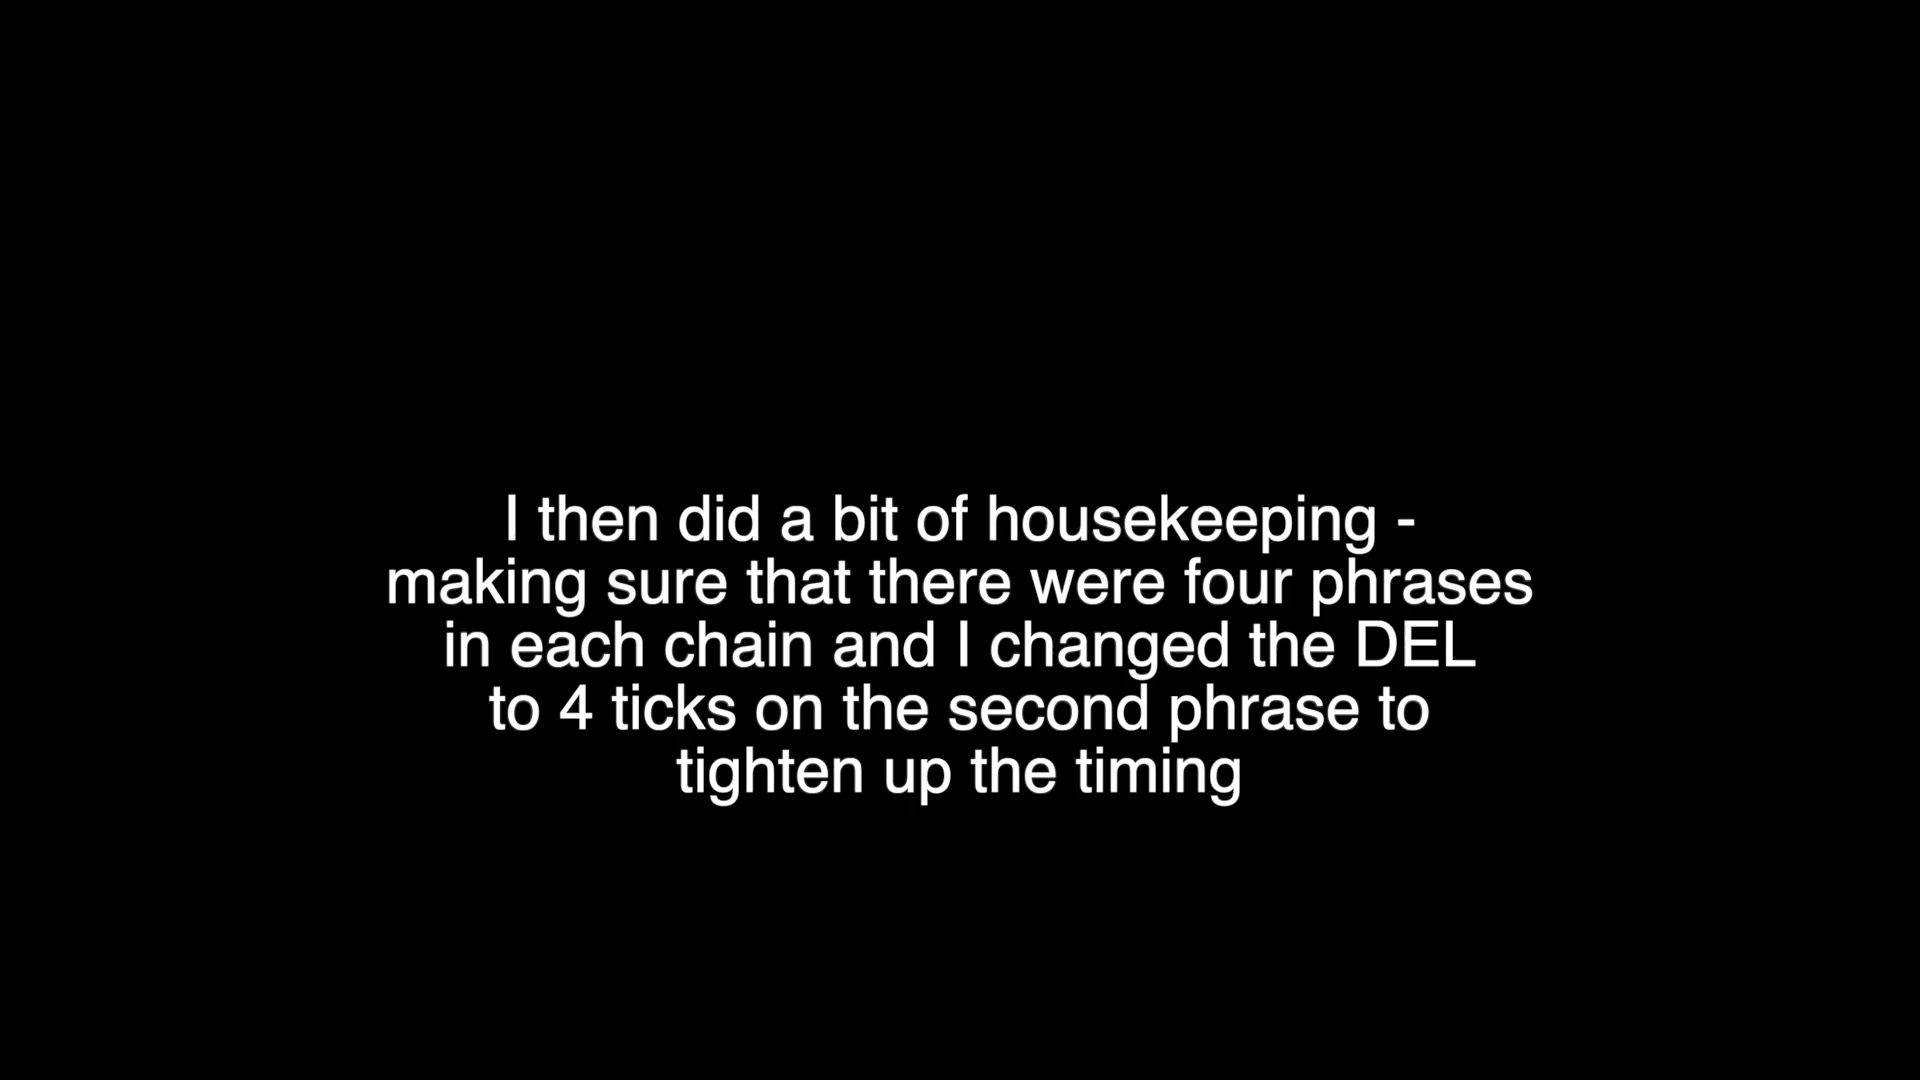 I then did a bit of housekeeping -
making sure that there were four phrases
in each chain and I changed the DEL
to 4 ticks on the second phrase to
tighten up the timing